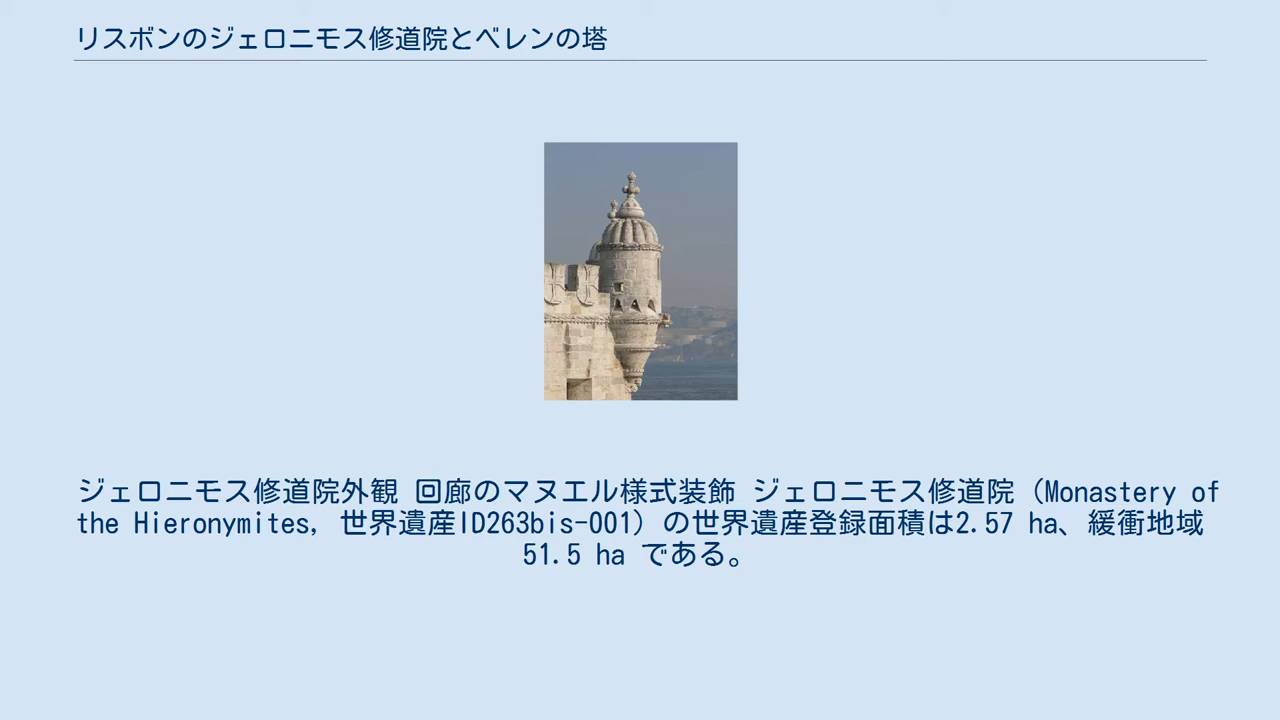 リスボンのジェロニモス修道院とベレンの塔
ジェロニモス修道院外観 回廊のマヌエル様式装飾 ジェロニモス修道院（Monastery of
the Hieronymites, 世界遺産ID263bis-001）の世界遺産登録面積は2.57 ha、緩衝地域
51.5 ha である。